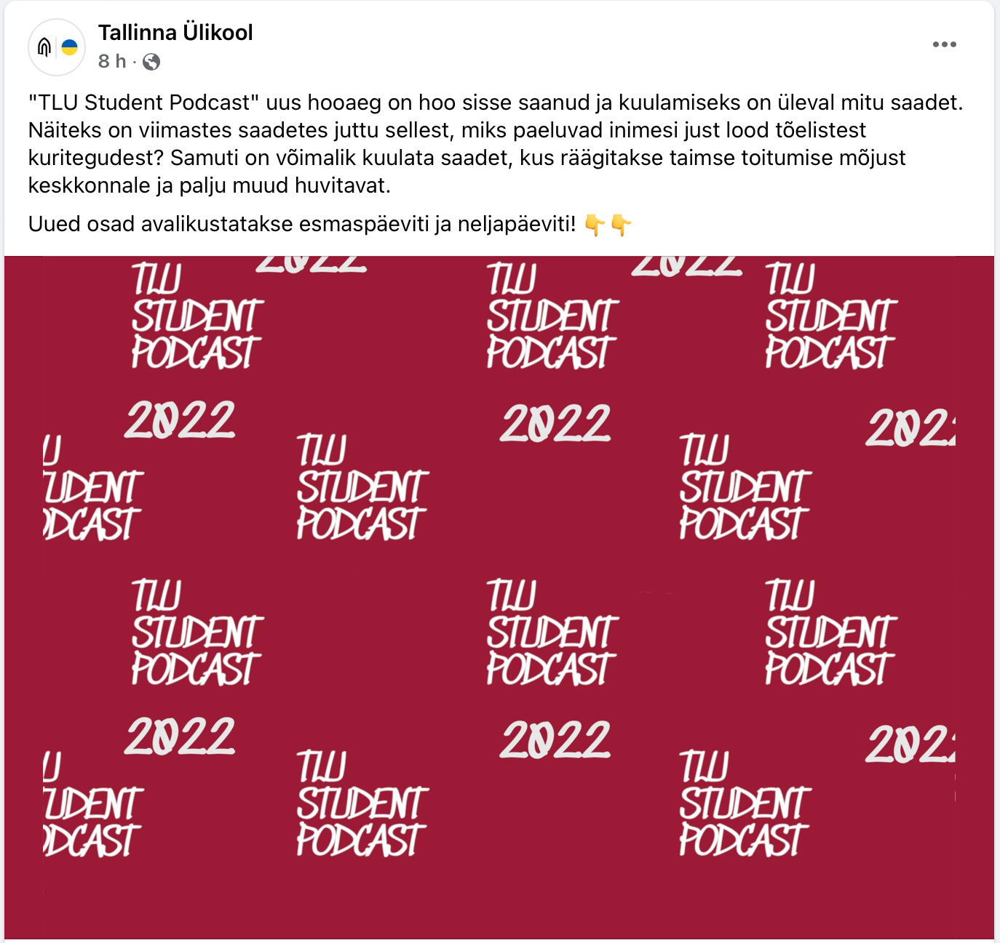 Tallinna Ülikool
8 h ·
"TLU Student Podcast" uus hooaeg on hoo sisse saanud ja kuulamiseks on üleval mitu saadet.
Näiteks on viimastes saadetes juttu sellest, miks paeluvad inimesi just lood tõelistest
kuritegudest? Samuti on võimalik kuulata saadet, kus räägitakse taimse toitumise mõjust
keskkonnale ja palju muud huvitavat.
Uued osad avalikustatakse esmaspäeviti ja neljapäeviti! 👇👇
2022
2022
TLU
STUDENT
PODCAST
TLU
STUDENT
PODCAST
TLU
STUDENT
PODCAST
2022
2022
2022
U
UDENT
DCAST
TLU
STUDENT
PODCAST
TLU
STUDENT
PODCAST
TLU
STUDENT
PODCAST
TLU
STUDENT
PODCAST
TLU
STUDENT
PODCAST
2022
2022
2022
U
UDENT
DCAST
TLU
STUDENT
PODCAST
TLU
STUDENT
PODCAST